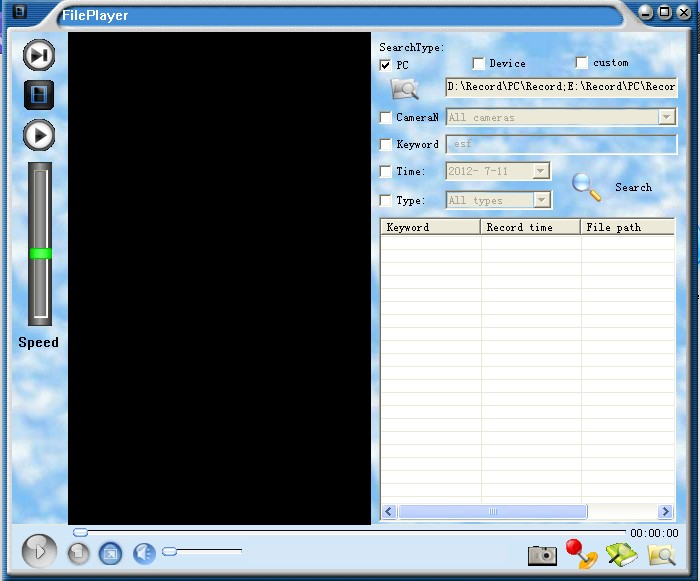 FilePlayer
SearchType:
PC Device custom
D:\Record\PC\Record;E:\Record\PC\Recor
CameraN All cameras
Keyword esf
Time: 2012- 7-11
Search
Type: All types
Keyword Record time File path
Speed
00:00:00